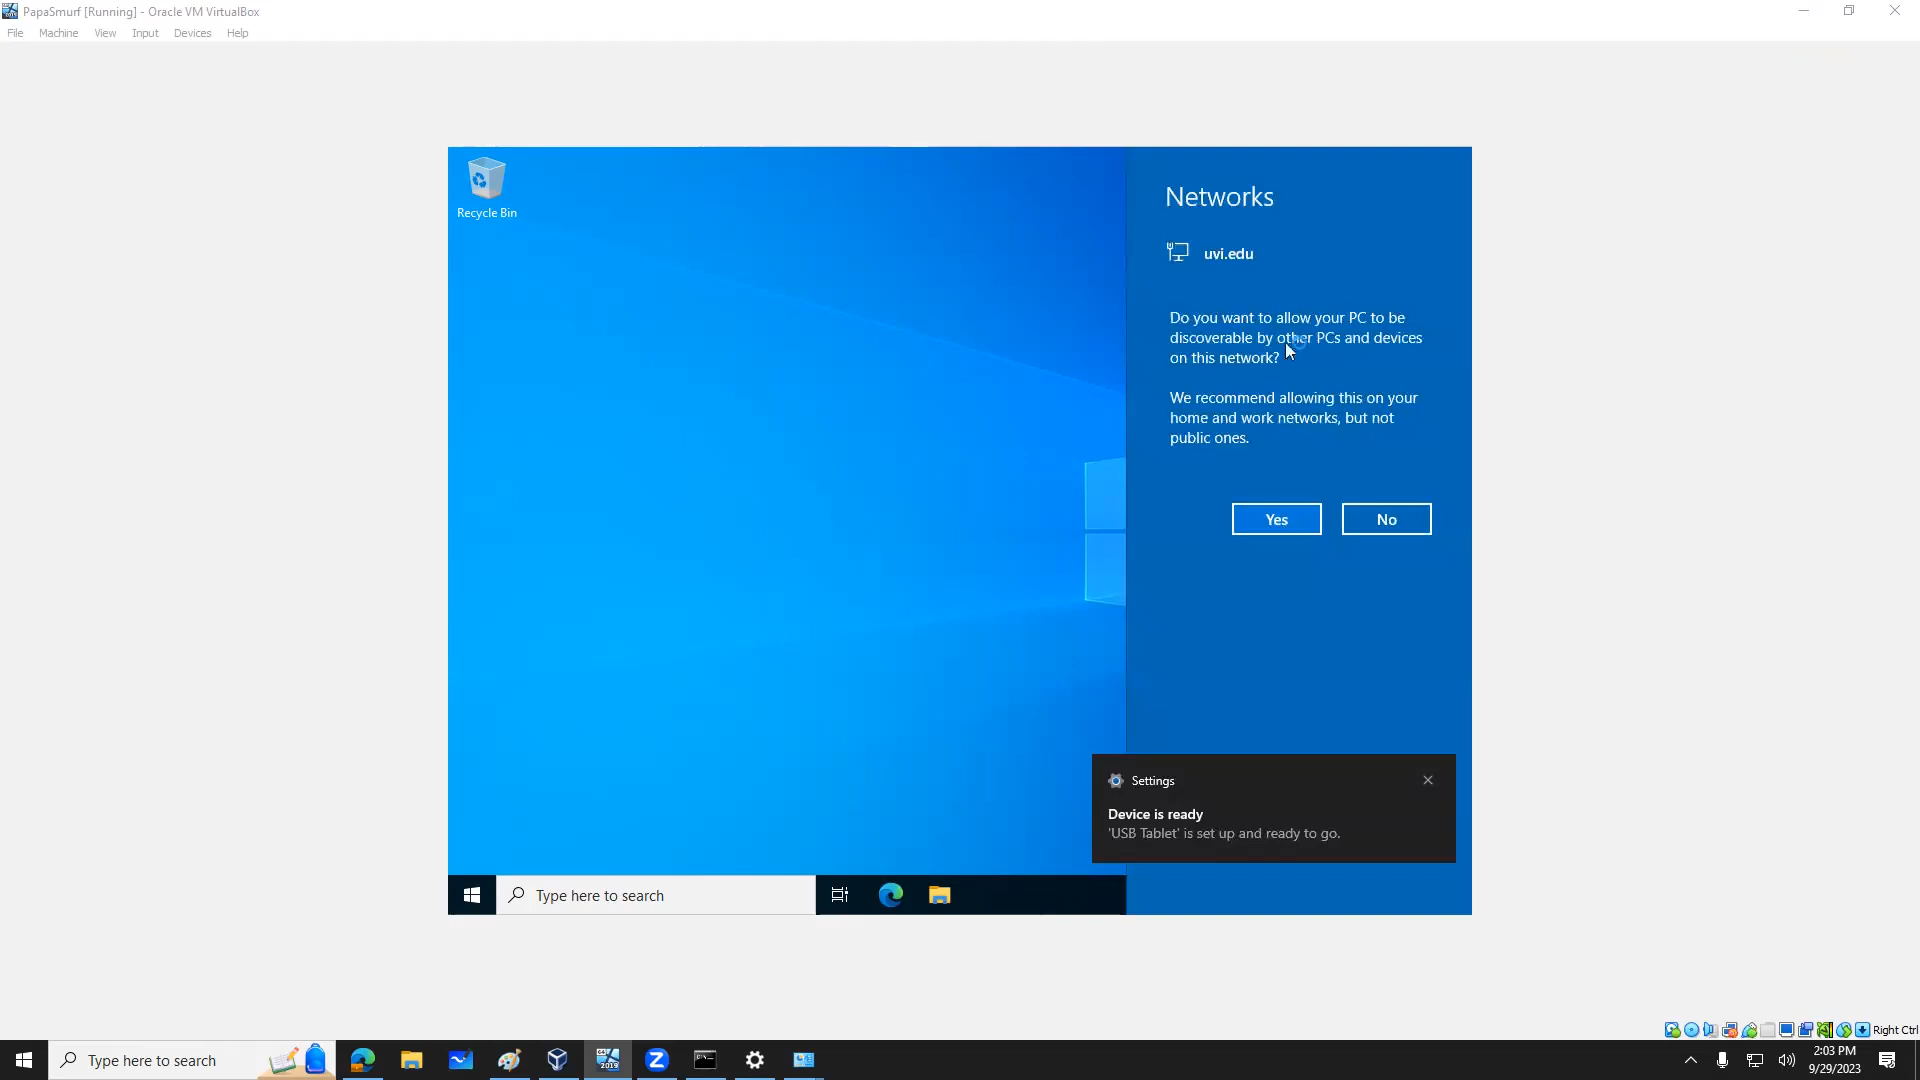 PapaSmurf [Running] - Oracle VM VirtualBox
File Machine View Input Devices Help
Recycle Bin
Networks
uvi.edu
Do you want to allow your PC to be
discoverable by other PCs and devices
on this network?
We recommend allowing this on your
home and work networks, but not
public ones.
Yes No
Settings
Device is ready
'USB Tablet' is set up and ready to go.
Type here to search
Right Ctrl
Type here to search
2019
2:03 PM
9/29/2023